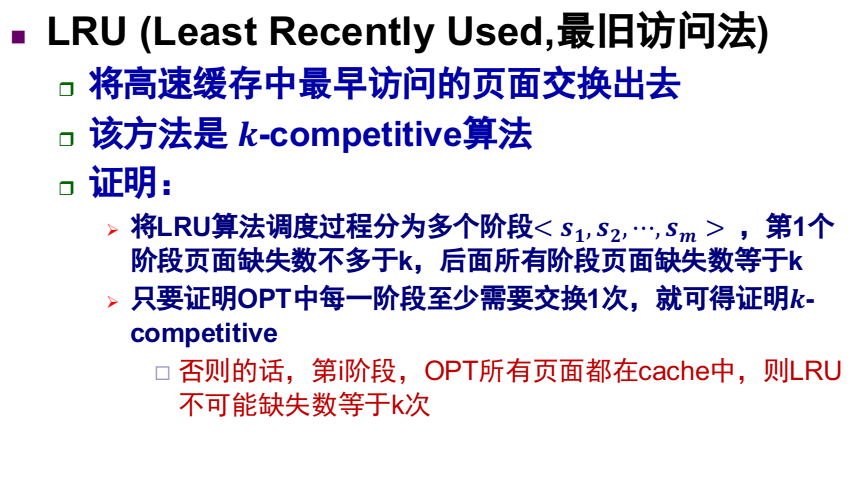 LRU (Least Recently Used,最旧访问法)
将高速缓存中最早访问的页面交换出去
该方法是 k-competitive算法
证明：
将LRU算法调度过程分为多个阶段< s₁, s₂, ⋯, sₘ > ，第1个
阶段页面缺失数不多于k，后面所有阶段页面缺失数等于k
只要证明OPT中每一阶段至少需要交换1次，就可得证明k-
competitive
否则的话，第i阶段，OPT所有页面都在cache中，则LRU
不可能缺失数等于k次